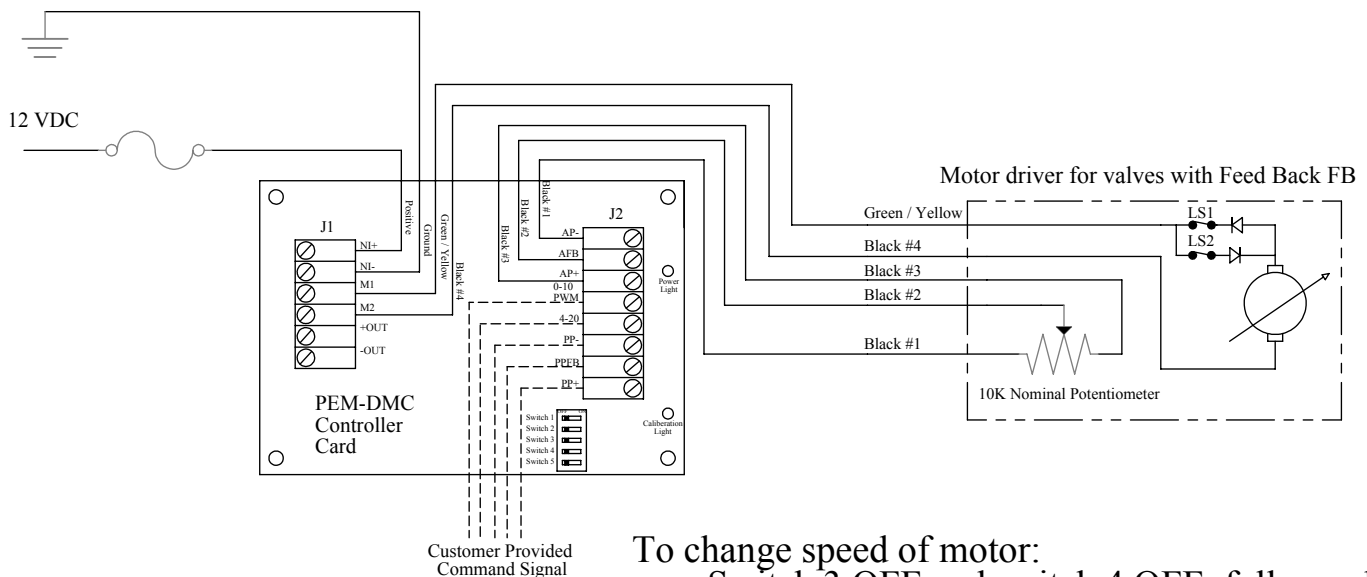 12 VDC
Motor driver for valves with Feed Back FB
Positive
Ground
Green / Yellow
Black #4
Black #3
Black #2
Black #1
J1
NI+
NI-
M1
M2
+OUT
-OUT
J2
AP-
AFB
AP+
0-10
PWM
4-20
PP-
PPFB
PP+
Power
Light
Caliberation
Light
PEM-DMC
Controller
Card
Switch 1
Switch 2
Switch 3
Switch 4
Switch 5
Green / Yellow
Black #4
Black #3
Black #2
Black #1
LS1
LS2
10K Nominal Potentiometer
Customer Provided
Command Signal
To change speed of motor: